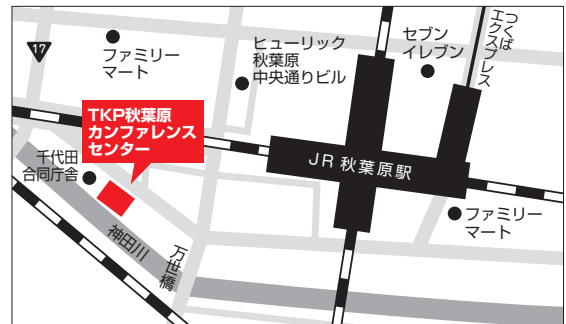 17
ファミリー
マート
ヒューリック
秋葉原
中央通りビル
セブン
イレブン
つくば
エクスプレス
TKP秋葉原
カンファレンス
センター
千代田
合同庁舎
JR 秋葉原駅
ファミリー
マート
神田川
万世橋